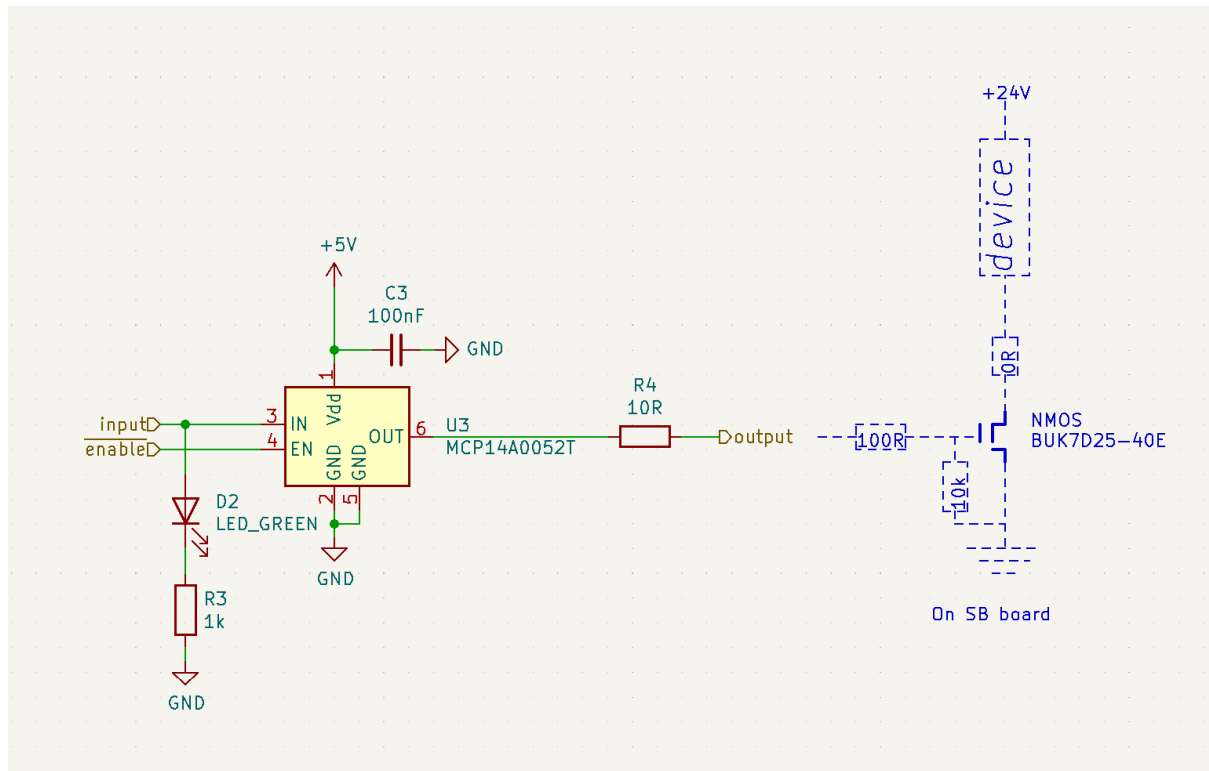 +24V
device
+5V
C3
100nF
GND
0R
1
Vdd
R4
10R
input
3
IN
enable
4
EN
OUT
6
U3
MCP14A0052T
output
100R
NMOS
BUK7D25-40E
GND
GND
2
5
10k
D2
LED_GREEN
GND
R3
1k
On SB board
GND